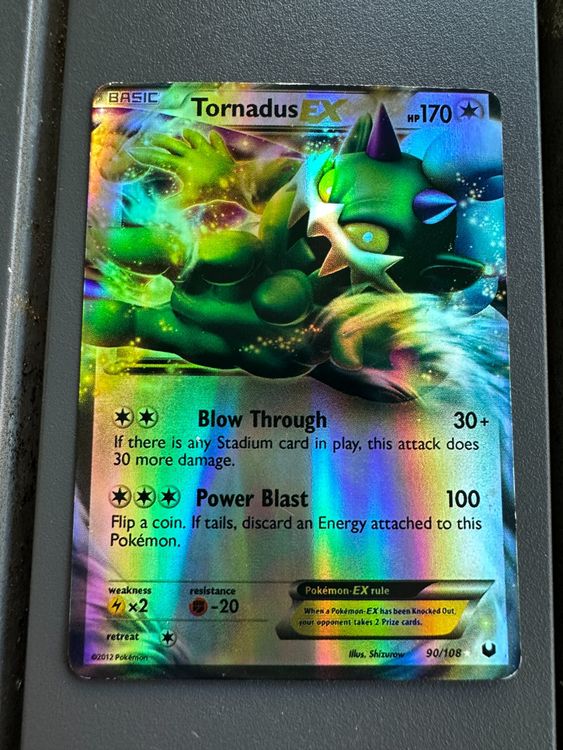 BASIC Tornadus EX HP170
Blow Through 30+
If there is any Stadium card in play, this attack does
30 more damage.
Power Blast 100
Flip a coin. If tails, discard an Energy attached to this
Pokémon.
weakness resistance
×2 -20
Pokémon-EX rule
When a Pokémon-EX has been Knocked Out,
your opponent takes 2 Prize cards.
retreat
©2012 Pokémon Illus. Shizurow 90/108